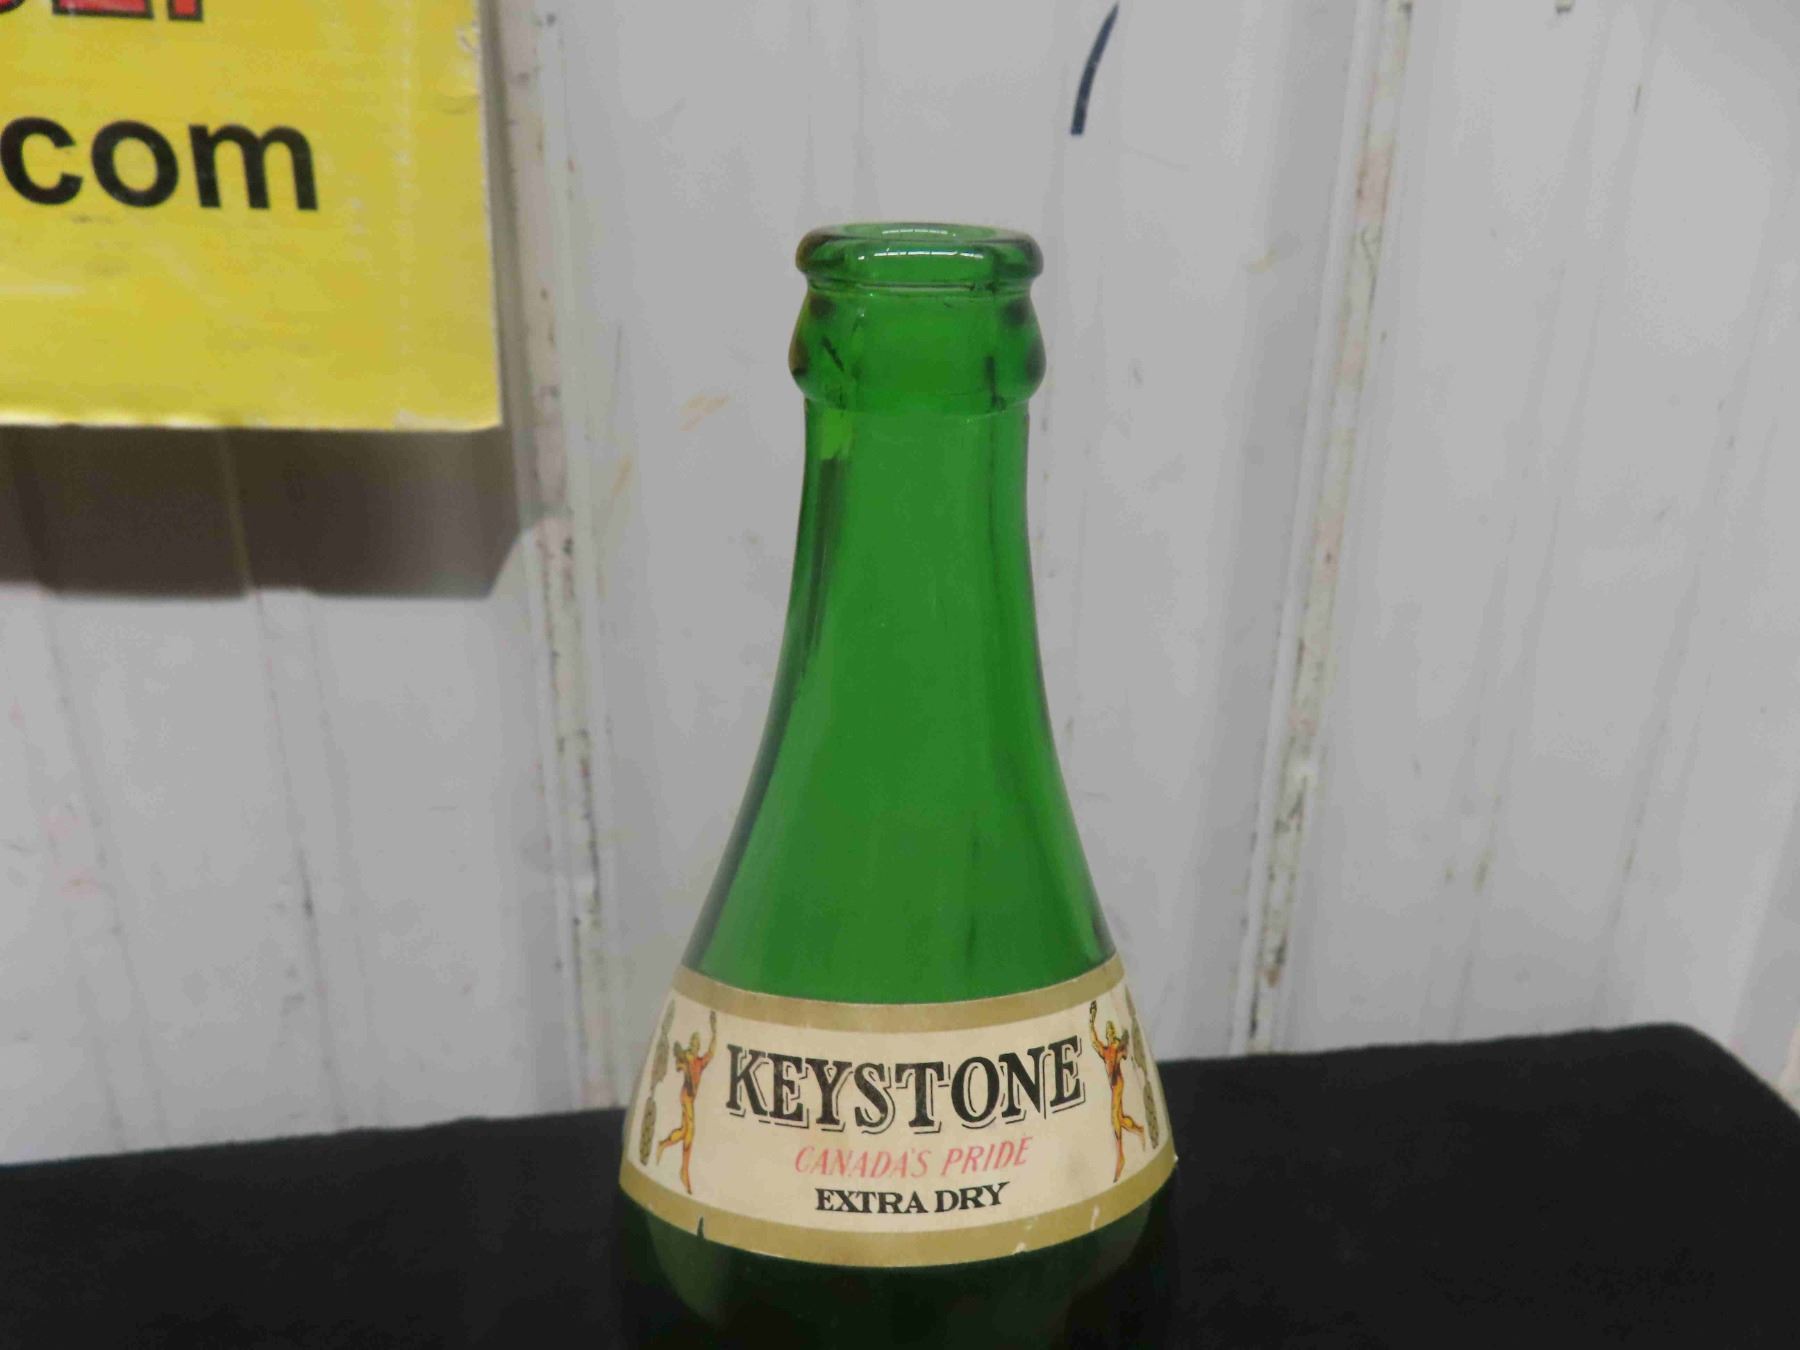 .com
KEYSTONE
CANADA'S PRIDE
EXTRA DRY